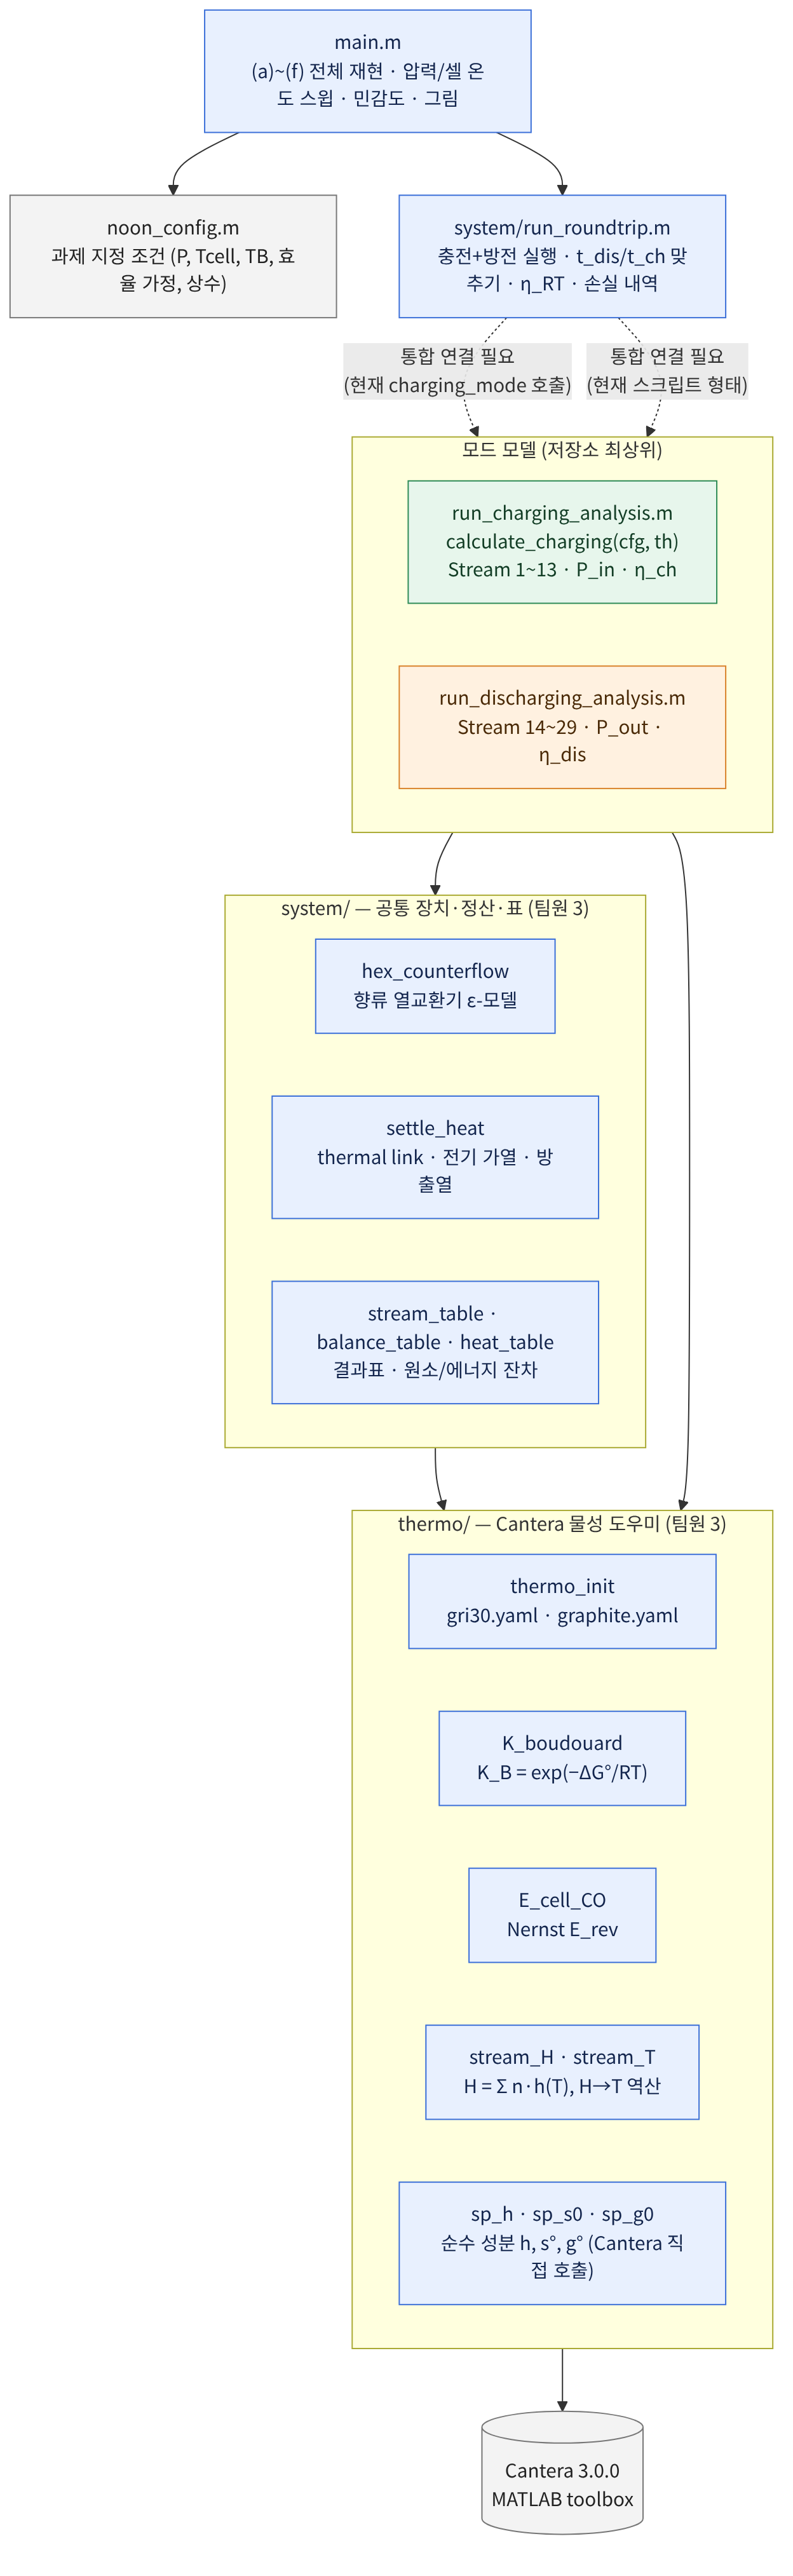 main.m
(a)~(f) 전체 재현 · 압력/셀 온
도 스윕 · 민감도 · 그림
noon_config.m
과제 지정 조건 (P, Tcell, TB, 효
율 가정, 상수)
system/run_roundtrip.m
충전+방전 실행 · t_dis/t_ch 맞
추기 · η_RT · 손실 내역
통합 연결 필요
(현재 charging_mode 호출)
통합 연결 필요
(현재 스크립트 형태)
모드 모델 (저장소 최상위)
run_charging_analysis.m
calculate_charging(cfg, th)
Stream 1~13 · P_in · η_ch
run_discharging_analysis.m
Stream 14~29 · P_out ·
η_dis
system/ — 공통 장치·정산·표 (팀원 3)
hex_counterflow
향류 열교환기 ε-모델
settle_heat
thermal link · 전기 가열 · 방
출열
stream_table ·
balance_table · heat_table
결과표 · 원소/에너지 잔차
thermo/ — Cantera 물성 도우미 (팀원 3)
thermo_init
gri30.yaml · graphite.yaml
K_boudouard
K_B = exp(−ΔG°/RT)
E_cell_CO
Nernst E_rev
stream_H · stream_T
H = Σ n·h(T), H→T 역산
sp_h · sp_s0 · sp_g0
순수 성분 h, s°, g° (Cantera 직
접 호출)
Cantera 3.0.0
MATLAB toolbox